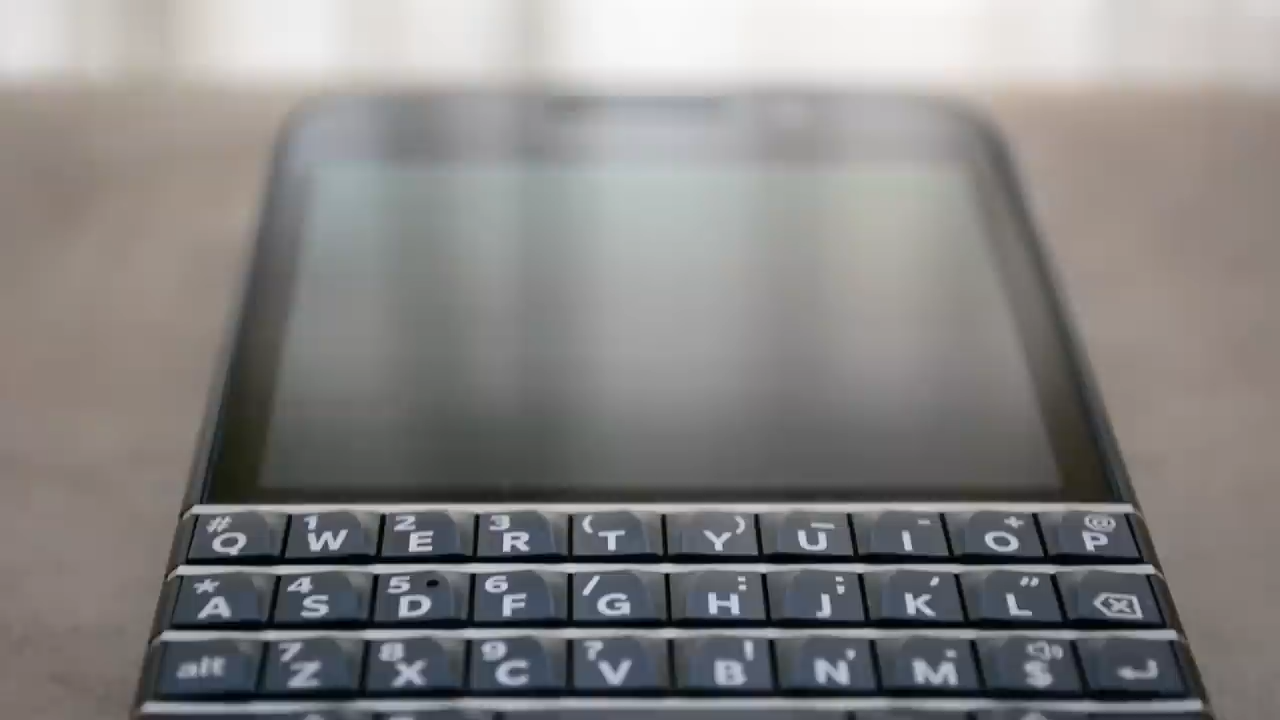 # 1 2 3 ( ) _ - + @
Q W E R T Y U I O P
* 4 5 6 / : ; ' "
A S D F G H J K L
7 8 9 ? ! , .
alt Z X C V B N M $